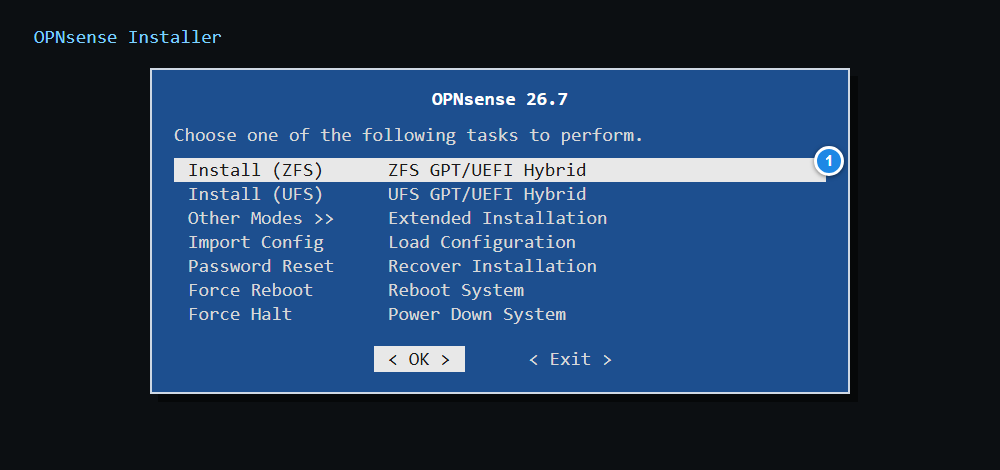 OPNsense Installer
OPNsense 26.7
Choose one of the following tasks to perform.
Install (ZFS) ZFS GPT/UEFI Hybrid
1
Install (UFS) UFS GPT/UEFI Hybrid
Other Modes >> Extended Installation
Import Config Load Configuration
Password Reset Recover Installation
Force Reboot Reboot System
Force Halt Power Down System
< OK > < Exit >